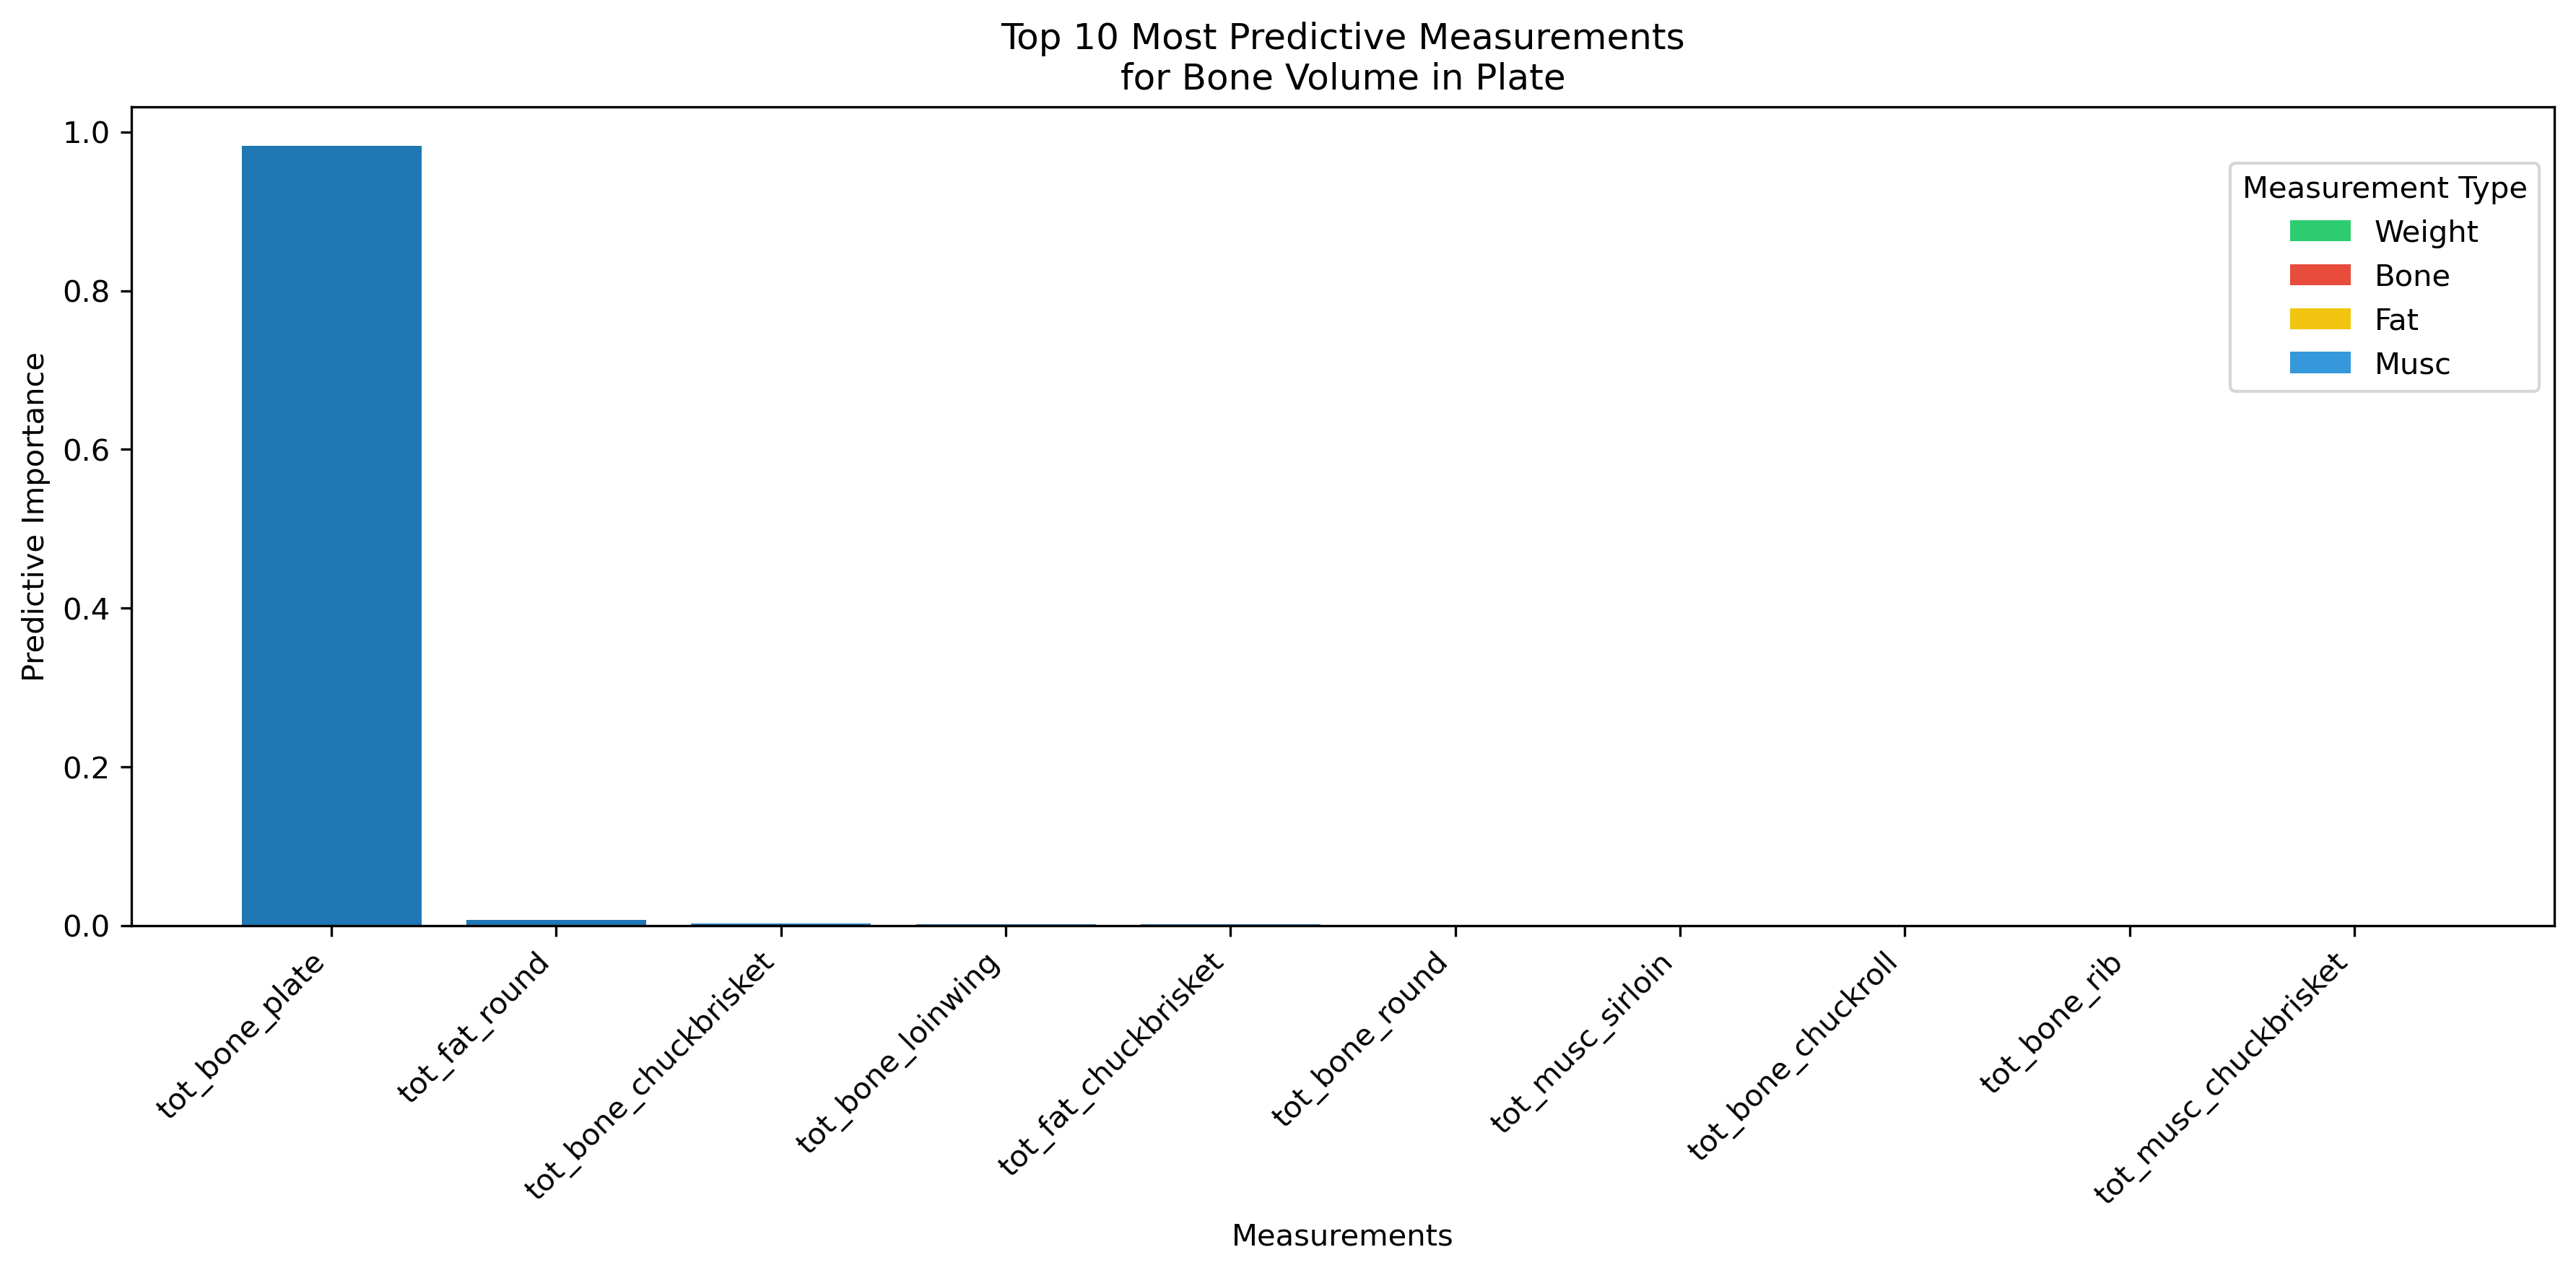 Top 10 Most Predictive Measurements
for Bone Volume in Plate
Predictive Importance
1.0
0.8
0.6
0.4
0.2
0.0
Measurement Type
Weight
Bone
Fat
Musc
tot_bone_plate
tot_fat_round
tot_bone_chuckbrisket
tot_bone_loinwing
tot_fat_chuckbrisket
tot_bone_round
tot_musc_sirloin
tot_bone_chuckroll
tot_bone_rib
tot_musc_chuckbrisket
Measurements